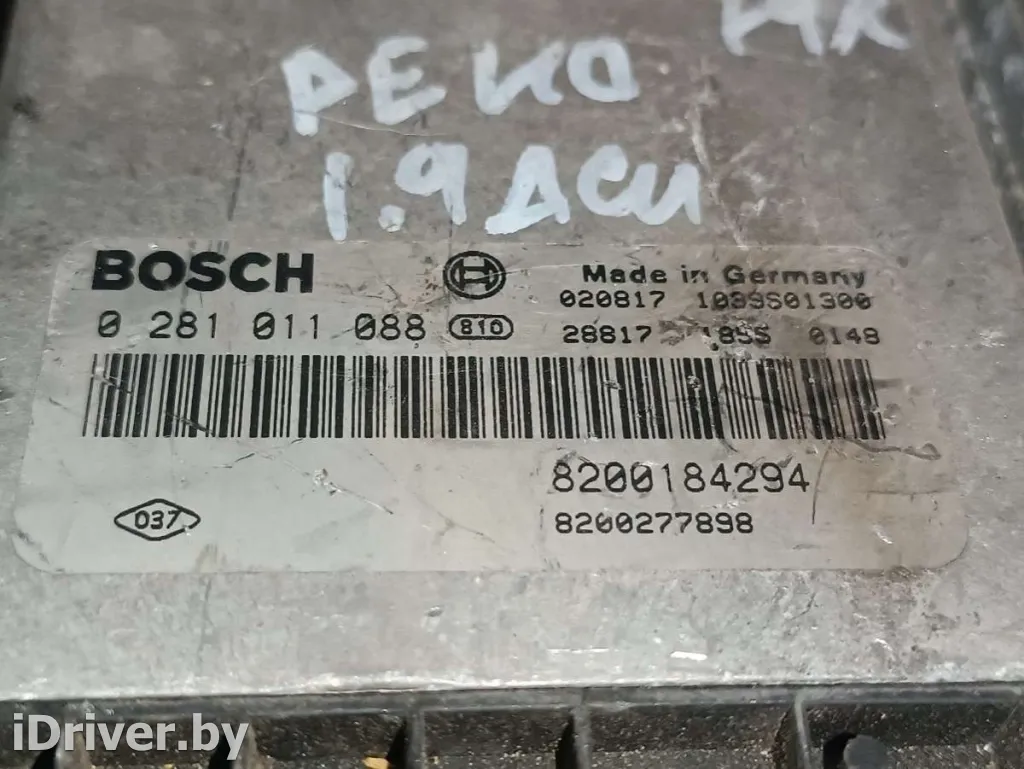 РЕНО
1.9 ДСИ
BOSCH
Made in Germany
020817 1039S01300
0 281 011 088 810
28817 0148
8200184294
037
8200277898
iDriver.by